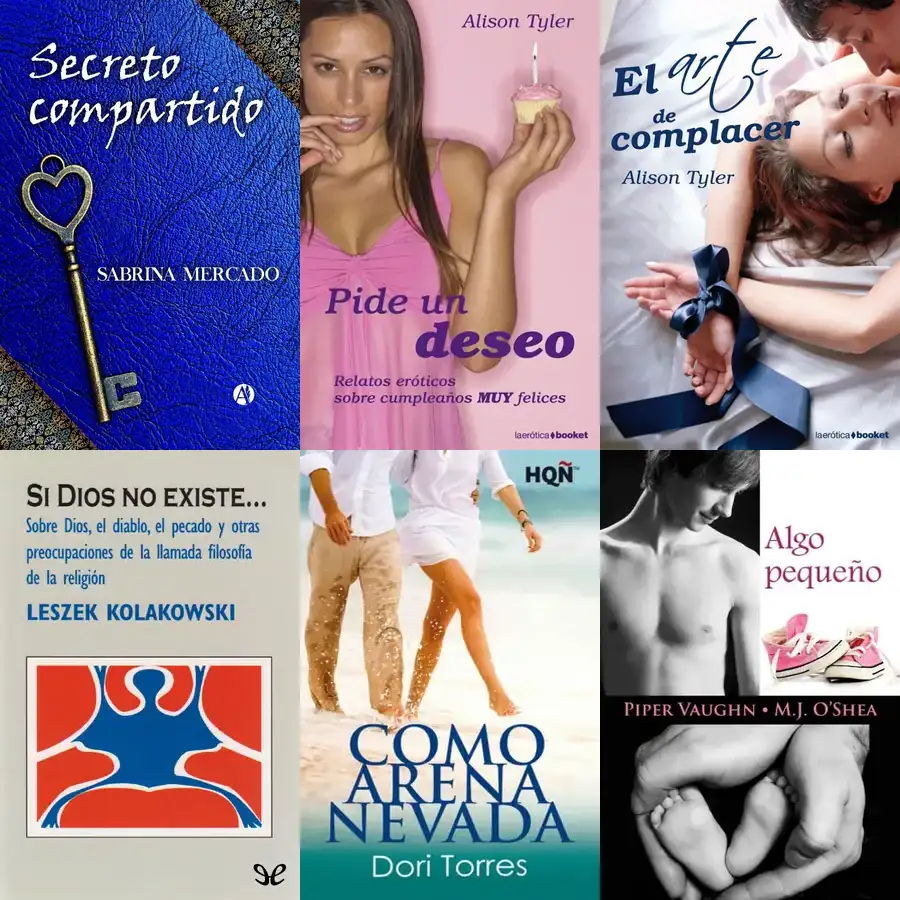 Secreto
compartido
SABRINA MERCADO
A
Alison Tyler
Pide un
deseo
Relatos eróticos
sobre cumpleaños MUY felices
laerótica booket
El arte
de
complacer
Alison Tyler
laerótica booket
SI DIOS NO EXISTE...
Sobre Dios, el diablo, el pecado y otras
preocupaciones de la llamada filosofía
de la religión
LESZEK KOLAKOWSKI
HQÑ™
COMO
ARENA
NEVADA
Dori Torres
Algo
pequeño
PIPER VAUGHN • M.J. O'SHEA